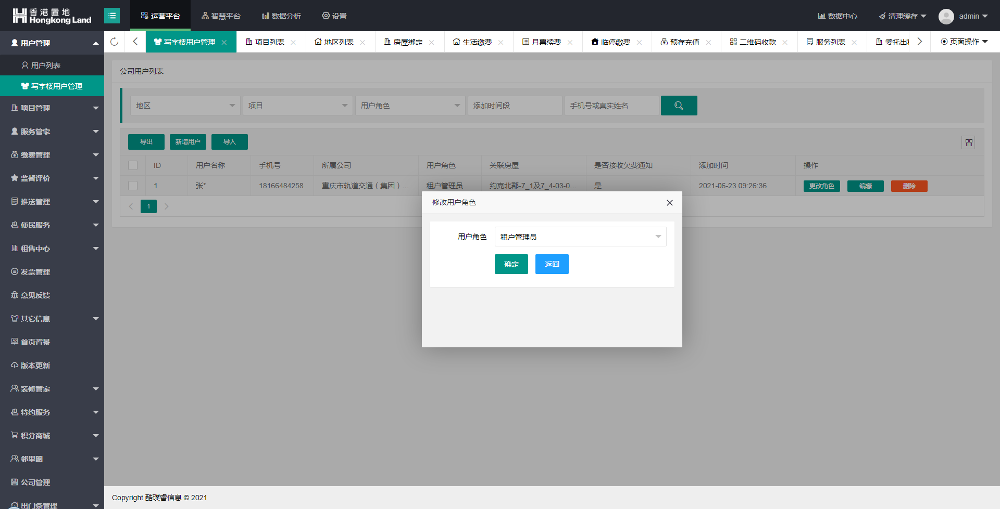 香港置地
Hongkong Land
运营平台
智慧平台
数据分析
设置
数据中心
清理缓存
admin
用户管理
用户列表
写字楼用户管理
项目管理
服务管家
缴费管理
监督评价
推送管理
便民服务
租售中心
发票管理
意见反馈
其它信息
首页背景
版本更新
装修管家
特约服务
积分商城
邻里圈
公司管理
出门条管理
写字楼用户管理
项目列表
地区列表
房屋绑定
生活缴费
月票续费
临停缴费
预存充值
二维码收款
服务列表
委托出
页面操作
公司用户列表
地区
项目
用户角色
添加时间段
手机号或真实姓名
导出
新增用户
导入
ID 用户名称 手机号 所属公司 用户角色 关联房屋 是否接收欠费通知 添加时间 操作
1 张* 18166484258 重庆市轨道交通（集团）... 租户管理员 约克北郡-7_1及7_4-03-0... 是 2021-06-23 09:26:36 更改角色 编辑 删除
1
修改用户角色
用户角色 租户管理员
确定 返回
Copyright 酷璞睿信息 © 2021